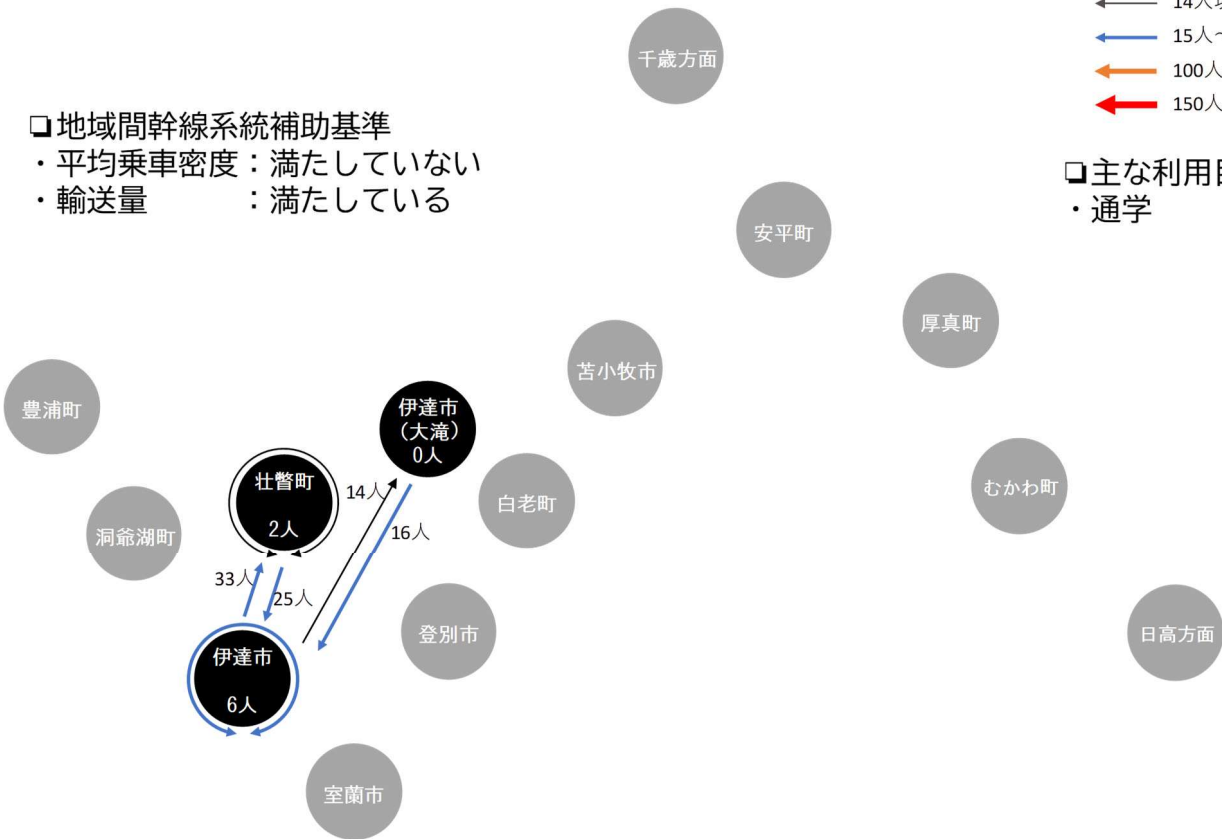 14人
15人～
100人
150人
千歳方面
❏地域間幹線系統補助基準
・平均乗車密度：満たしていない
・輸送量　　　：満たしている
❏主な利用
・通学
安平町
厚真町
苫小牧市
豊浦町
伊達市
（大滝）
0人
壮瞥町
2人
14人
白老町
むかわ町
洞爺湖町
16人
33人
25人
登別市
日高方面
伊達市
6人
室蘭市